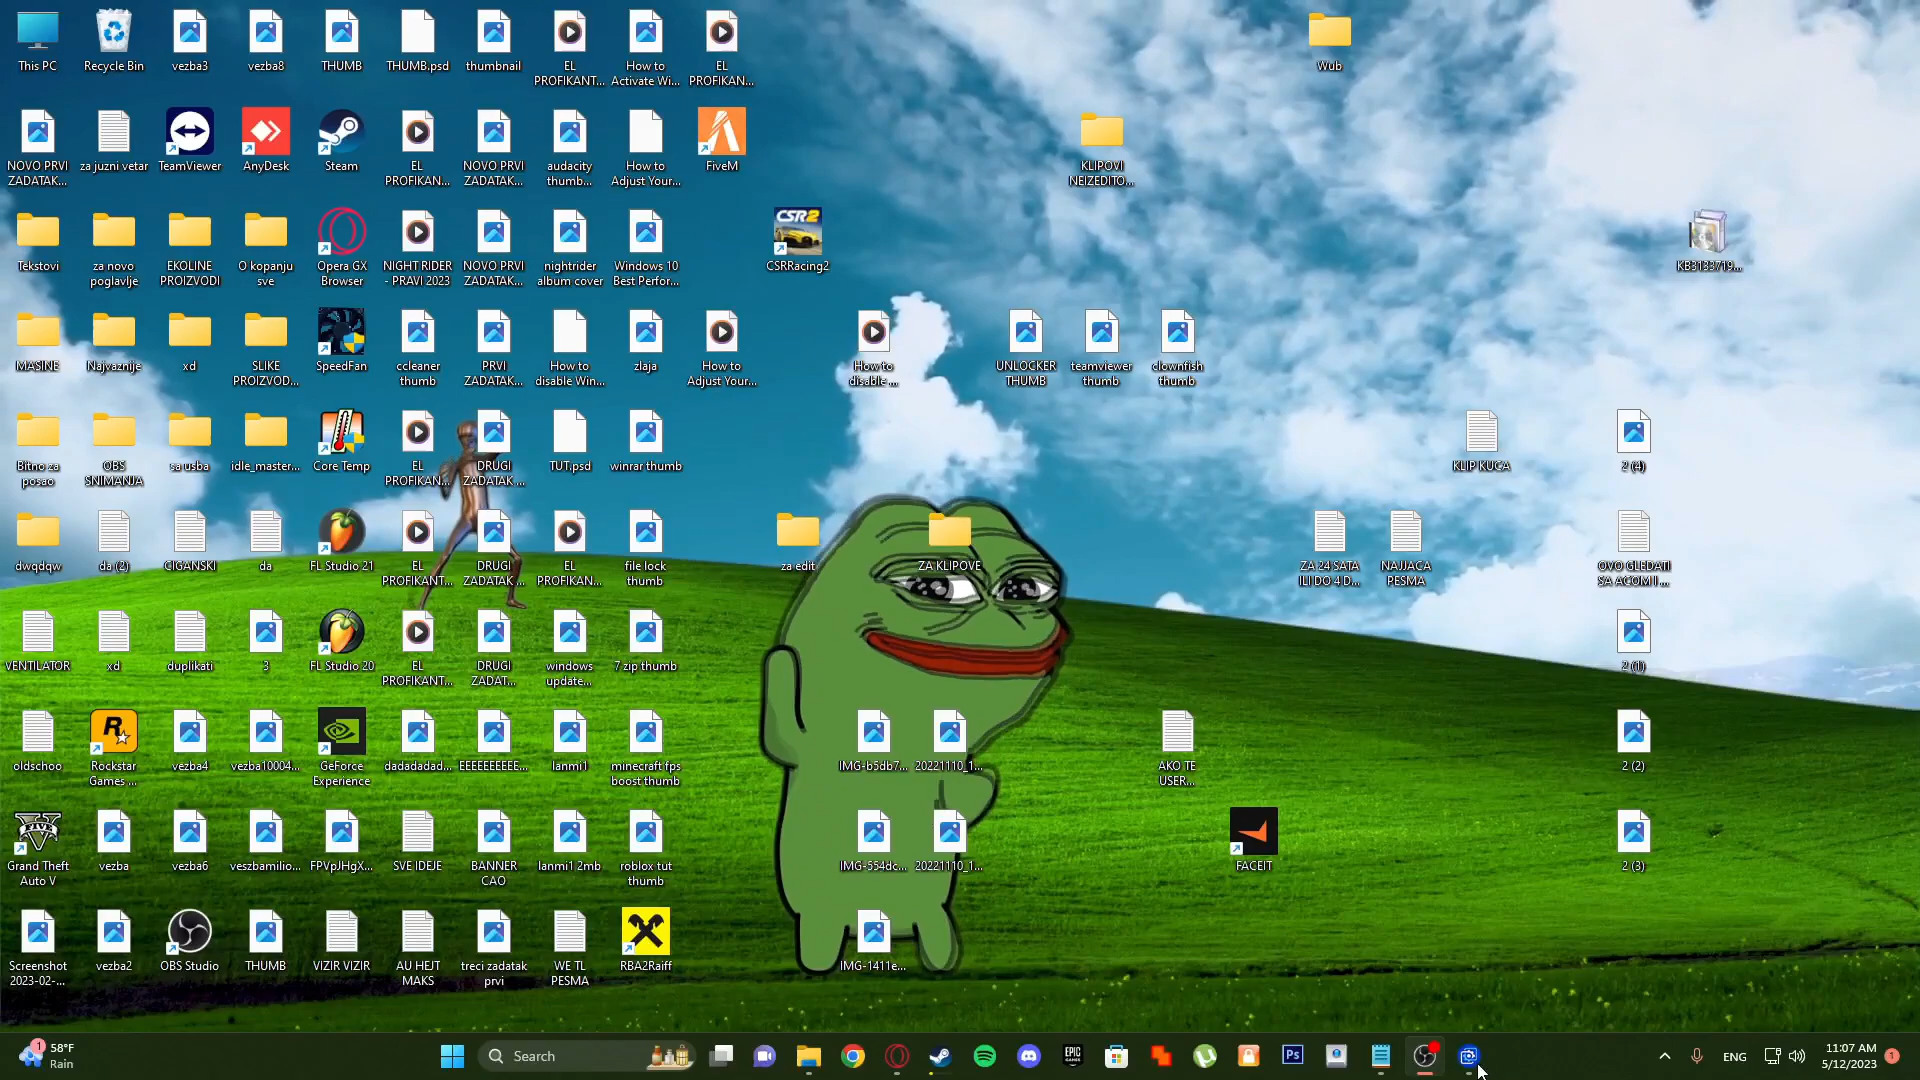 This PC
Recycle Bin
vezba3
vezba8
THUMB
THUMB.psd
thumbnail
EL
PROFIKANT...
How to
Activate Wi...
EL
PROFIKAN...
Wub
NOVO PRVI
ZADATAK...
za juzni vetar
TeamViewer
AnyDesk
Steam
EL
PROFIKAN...
NOVO PRVI
ZADATAK...
audacity
thumb...
How to
Adjust Your...
FiveM
KLIPOVI
NEIZEDITO...
Tekstovi
za novo
poglavlje
EKOLINE
PROIZVODI
O kopanju
sve
Opera GX
Browser
NIGHT RIDER
- PRAVI 2023
NOVO PRVI
ZADATAK...
nightrider
album cover
Windows 10
Best Perfor...
CSR2
CSRRacing2
KB3133719...
MASINE
Najvaznije
xd
SLIKE
PROIZVOD...
SpeedFan
ccleaner
thumb
PRVI
ZADATAK...
How to
disable Win...
zlaja
How to
Adjust Your...
How to
disable ...
UNLOCKER
THUMB
teamviewer
thumb
clownfish
thumb
Bitno za
posao
OBS
SNIMANJA
sa usba
idle_master...
Core Temp
EL
PROFIKAN...
DRUGI
ZADATAK ...
TUT.psd
winrar thumb
KLIP KUCA
2 (4)
dwqdqw
da (2)
CIGANSKI
da
FL Studio 21
EL
PROFIKANT...
DRUGI
ZADATAK ...
EL
PROFIKAN...
file lock
thumb
za edit
ZA KLIPOVE
ZA 24 SATA
ILI DO 4 D...
NAJJACA
PESMA
OVO GLEDATI
SA ACOM I ...
VENTILATOR
xd
duplikati
3
FL Studio 20
EL
PROFIKANT...
DRUGI
ZADAT...
windows
update...
7 zip thumb
2 (1)
oldschoo
Rockstar
Games ...
vezba4
vezba10004...
GeForce
Experience
dadadadad...
EEEEEEEEEE...
lanmi1
minecraft fps
boost thumb
IMG-b5db7...
20221110_1...
AKO TE
USER...
2 (2)
FIVE
Grand Theft
Auto V
vezba
vezba6
veszbamilio...
FPVpJHgX...
SVE IDEJE
BANNER
CAO
lanmi1 2mb
roblox tut
thumb
IMG-554dc...
20221110_1...
FACEIT
2 (3)
Screenshot
2023-02-...
vezba2
OBS Studio
THUMB
VIZIR VIZIR
AU HEJT
MAKS
treci zadatak
prvi
WE TL
PESMA
RBA2Raiff
IMG-1411e...
1
58°F
Rain
Search
EPIC
GAMES
Ps
ENG
11:07 AM
5/12/2023
1